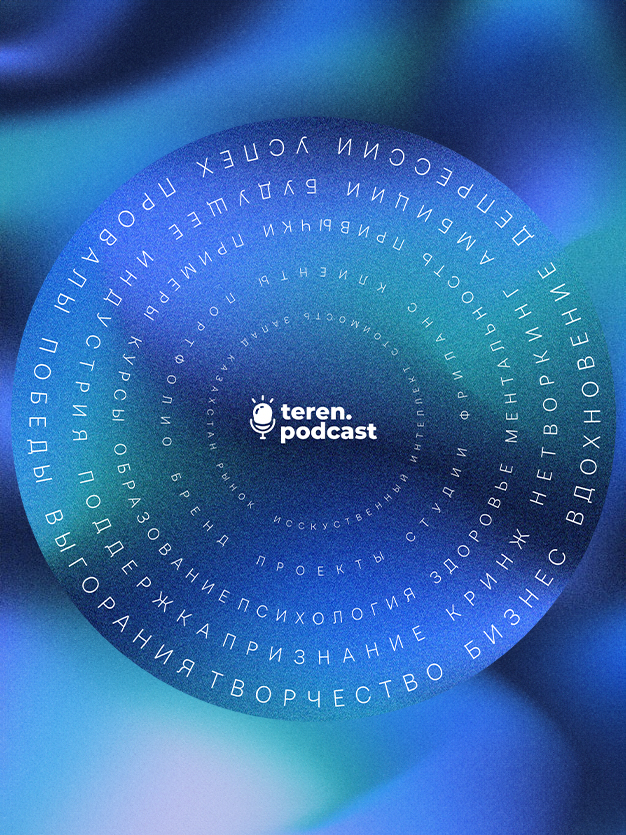 ВЫГОРАНИЯ ТВОРЧЕСТВО БИЗНЕС ВДОХНОВЕНИЕ ДЕПРЕССИИ УСПЕХ ПРОВАЛЫ ПОБЕДЫ
ПОДДЕРЖКА ПРИЗНАНИЕ КРИНЖ НЕТВОРКИНГ АМБИЦИИ БУДУЩЕЕ ИНДУСТРИЯ
ОБРАЗОВАНИЕ ПСИХОЛОГИЯ ЗДОРОВЬЕ МЕНТАЛЬНОСТЬ ПРИВЫЧКИ ПРИМЕРЫ КУРСЫ
БРЕНД ПРОЕКТЫ СТУДИИ ФРИЛАНС КЛИЕНТЫ ПОРТФОЛИО
РЫНОК ИССКУСТВЕННЫЙ ИНТЕЛЛЕКТ СТОИМОСТЬ ЗАПАД КАЗАХСТАН
teren.
podcast